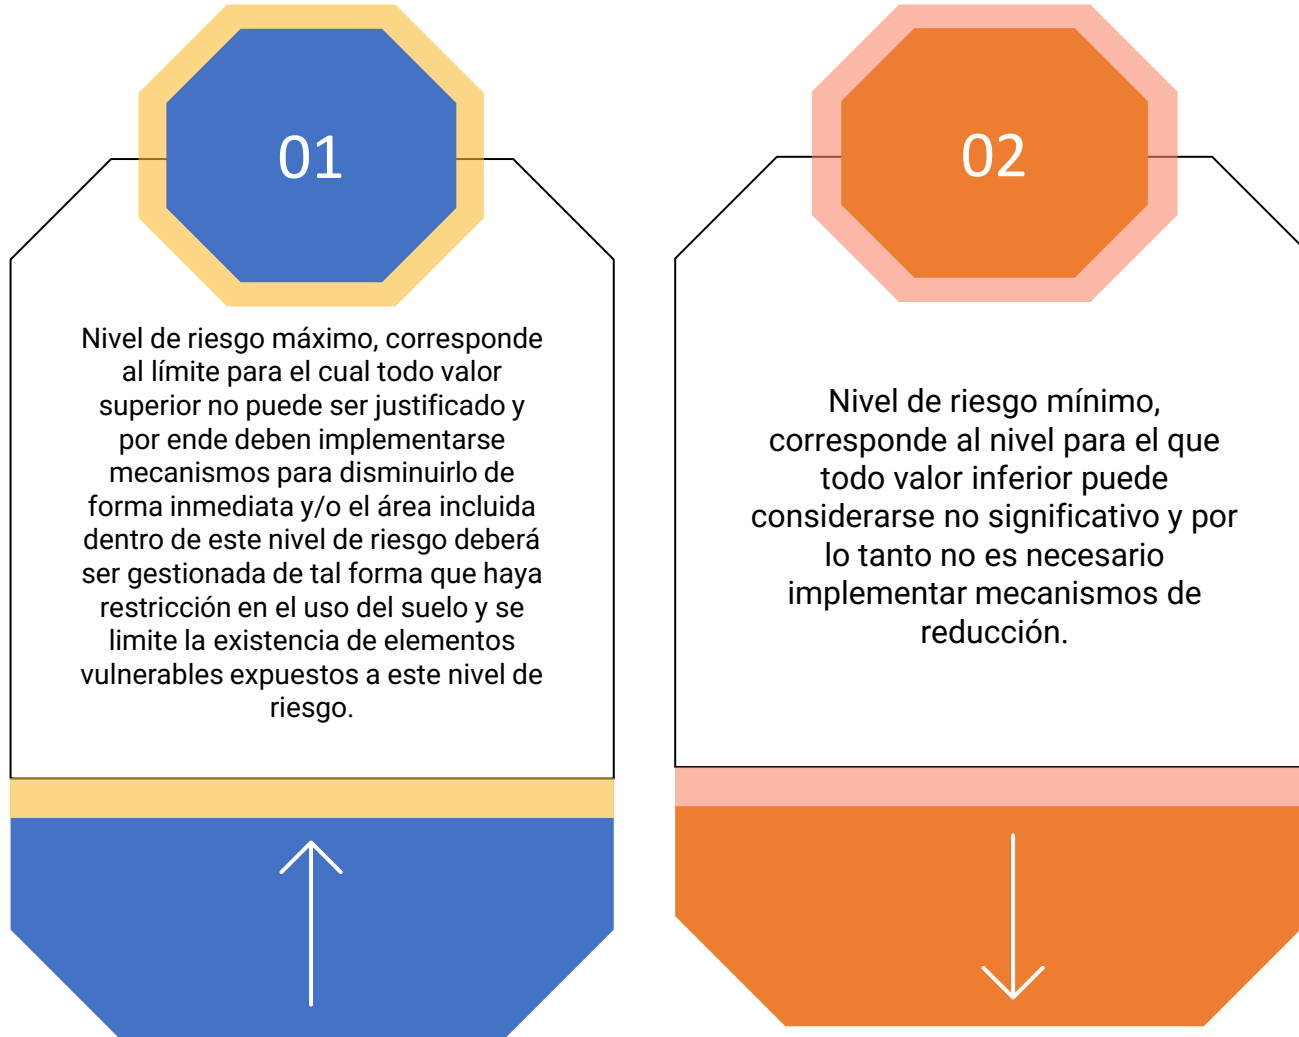 01
Nivel de riesgo máximo, corresponde
al límite para el cual todo valor
superior no puede ser justificado y
por ende deben implementarse
mecanismos para disminuirlo de
forma inmediata y/o el área incluida
dentro de este nivel de riesgo deberá
ser gestionada de tal forma que haya
restricción en el uso del suelo y se
limite la existencia de elementos
vulnerables expuestos a este nivel de
riesgo.
02
Nivel de riesgo mínimo,
corresponde al nivel para el que
todo valor inferior puede
considerarse no significativo y por
lo tanto no es necesario
implementar mecanismos de
reducción.